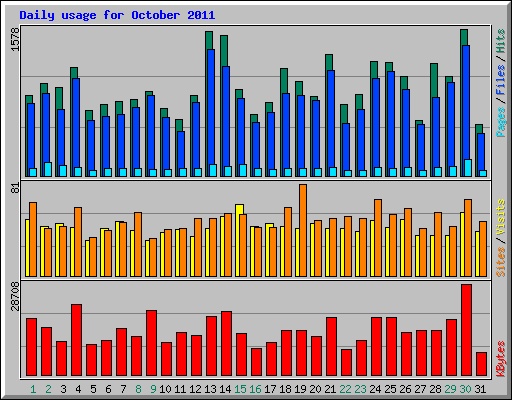 Daily usage for October 2011
1578
Pages / Files / Hits
81
Sites / Visits
28708
KBytes
1 2 3 4 5 6 7 8 9 10 11 12 13 14 15 16 17 18 19 20 21 22 23 24 25 26 27 28 29 30 31